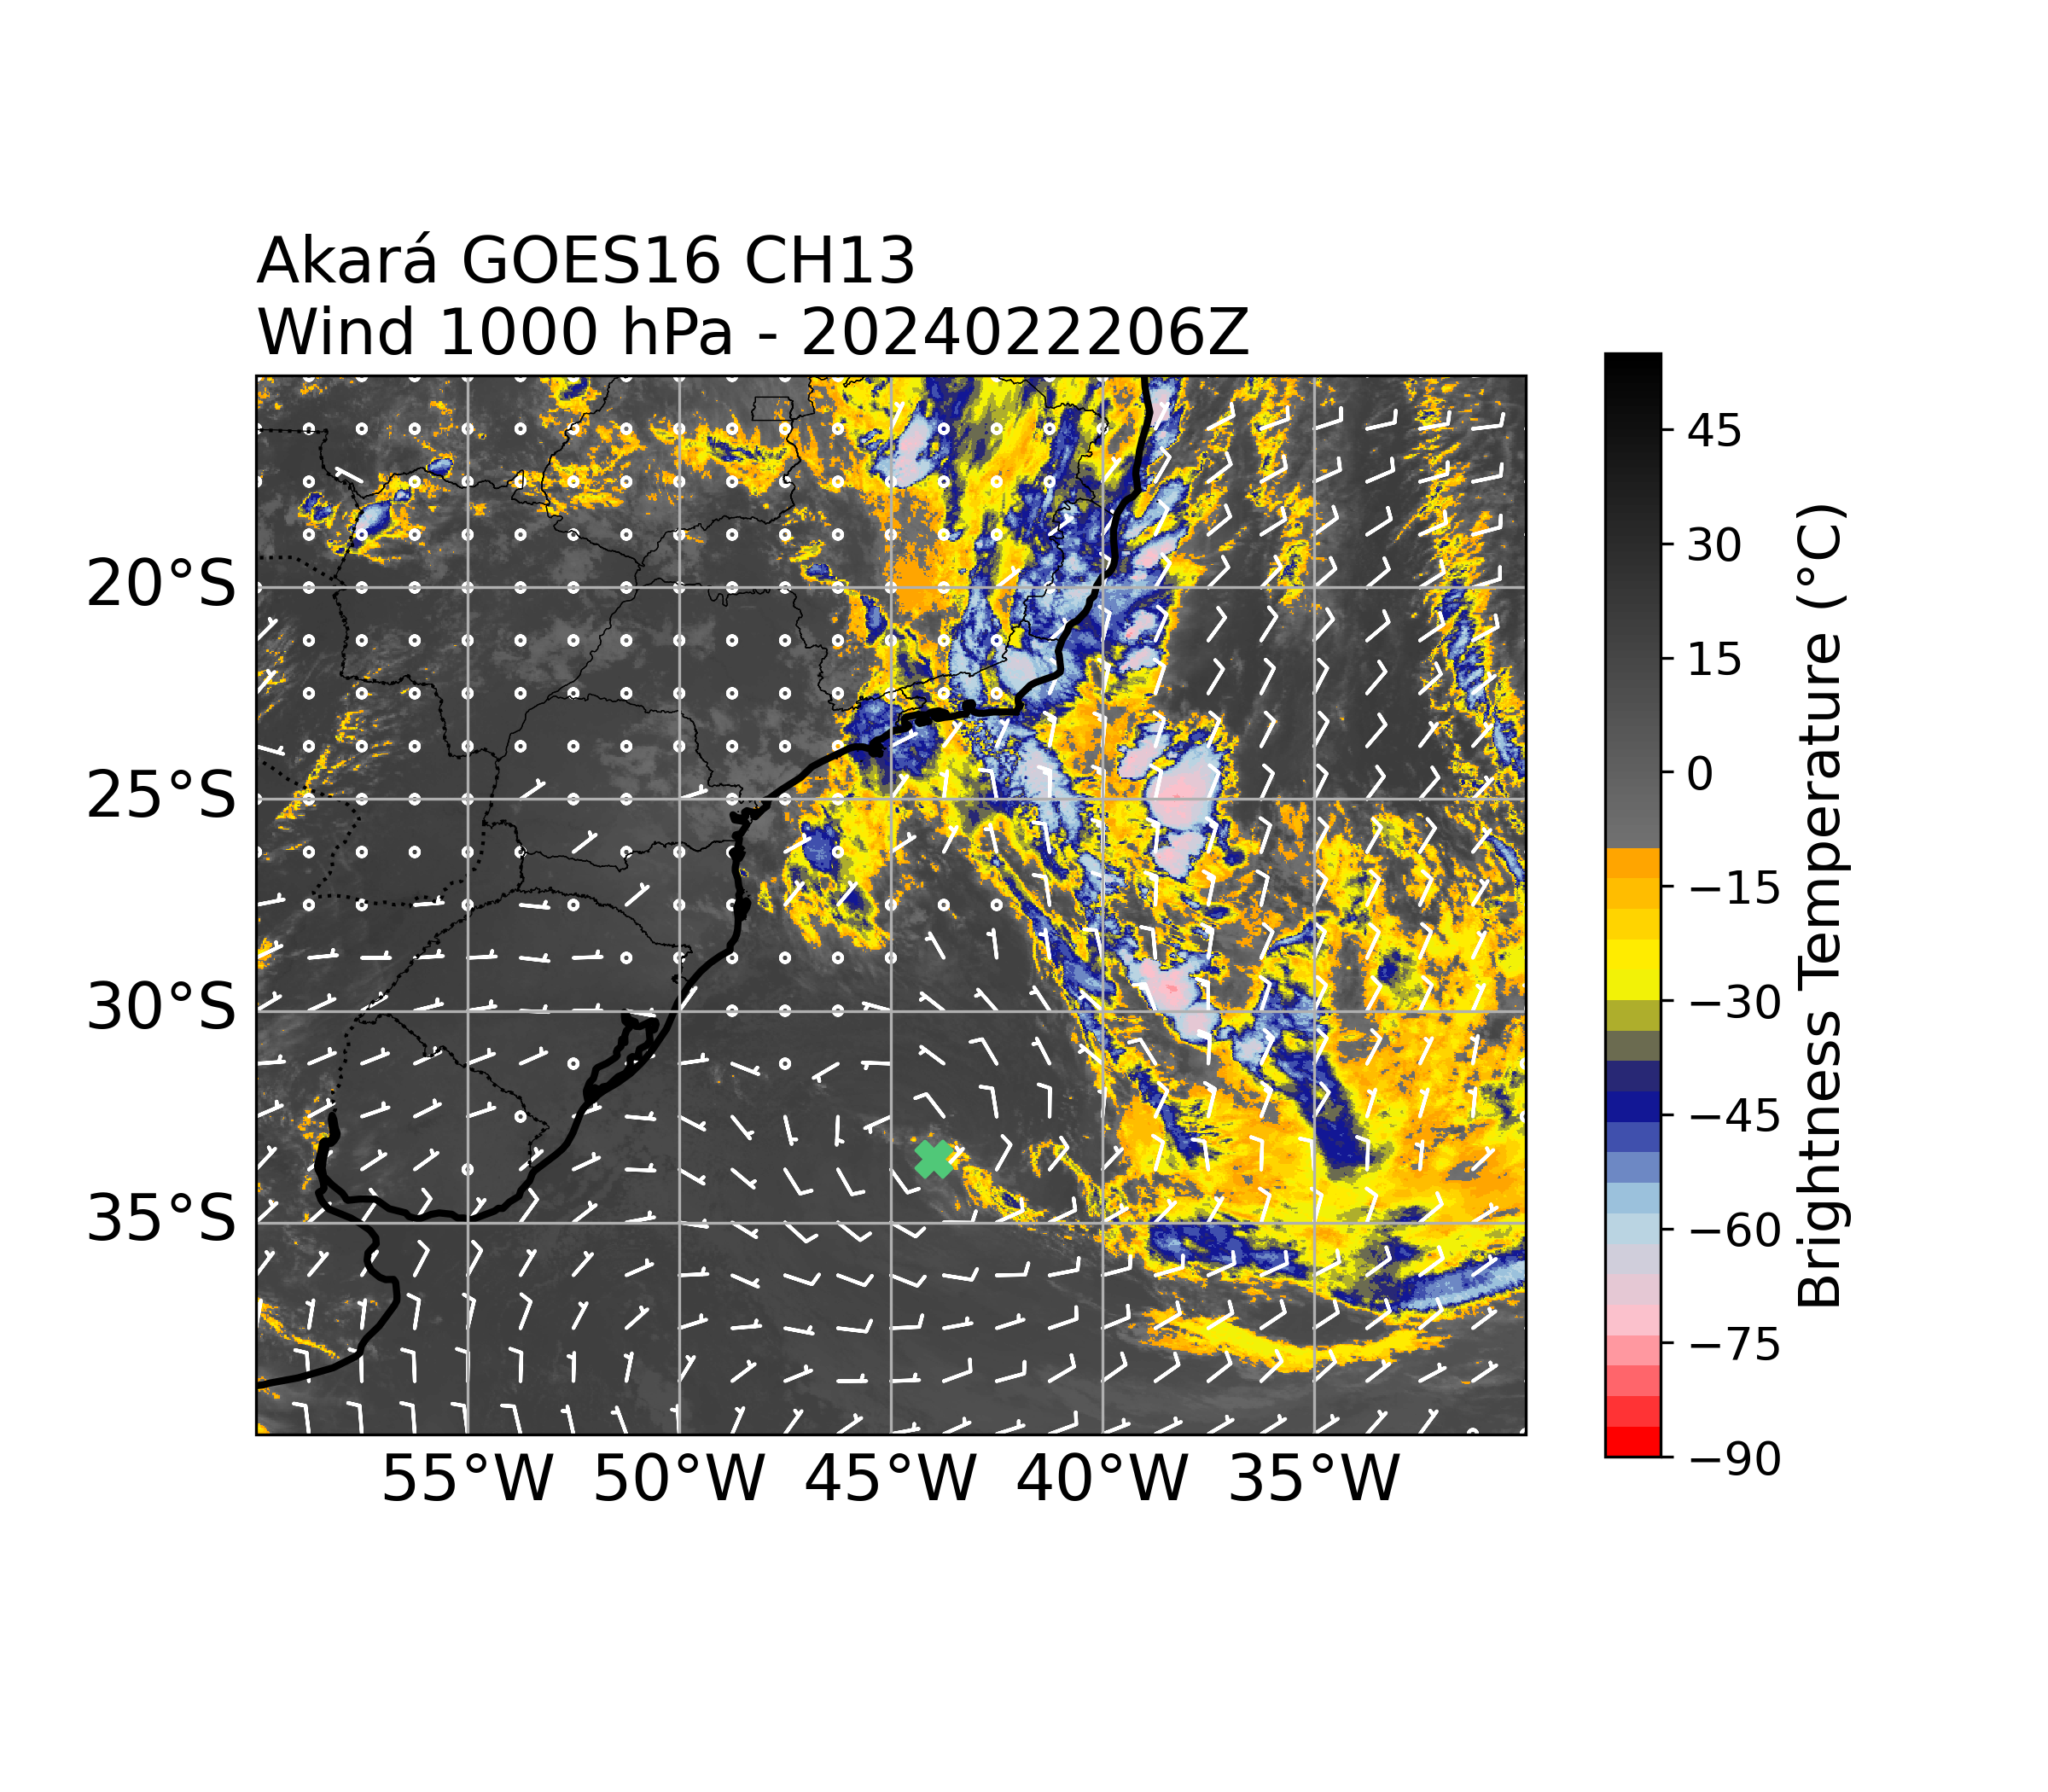 Akará GOES16 CH13
Wind 1000 hPa - 2024022206Z
20°S
25°S
30°S
35°S
55°W 50°W 45°W 40°W 35°W
45
30
15
0
−15
−30
−45
−60
−75
−90
Brightness Temperature (°C)